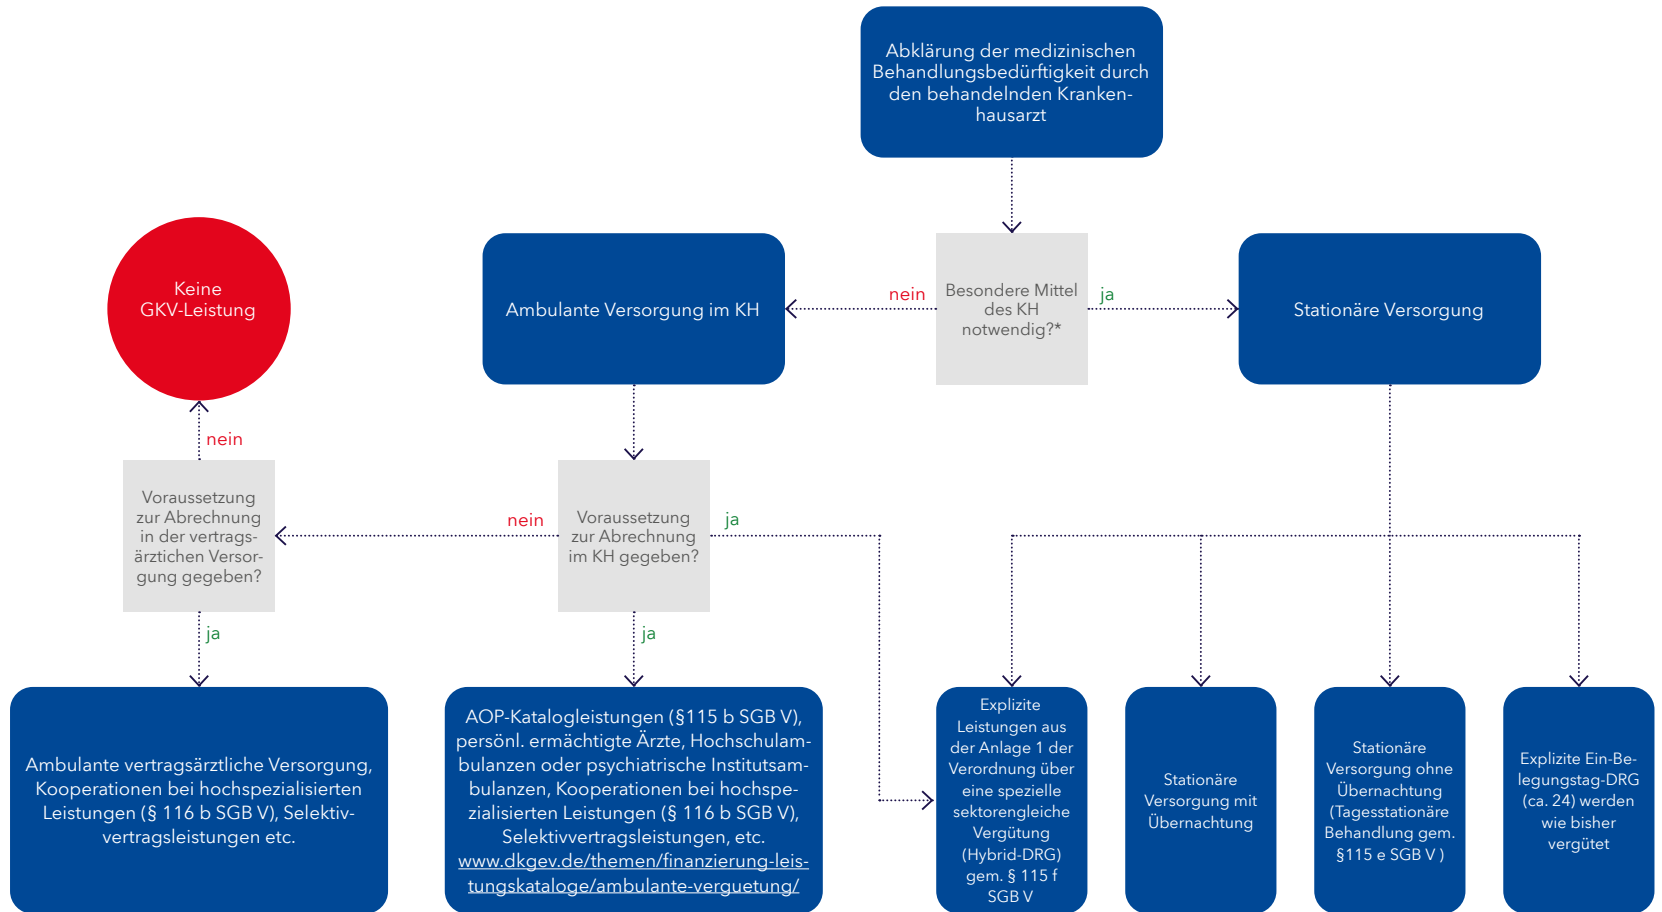 Abklärung der medizinischen
Behandlungsbedürftigkeit durch
den behandelnden Kranken-
hausarzt
Keine
GKV-Leistung
Ambulante Versorgung im KH
nein
Besondere Mittel
des KH
notwendig?*
ja
Stationäre Versorgung
nein
Voraussetzung
zur Abrechnung
in der vertrags-
ärztichen Versor-
gung gegeben?
nein
Voraussetzung
zur Abrechnung
im KH gegeben?
ja
ja
ja
Ambulante vertragsärztliche Versorgung,
Kooperationen bei hochspezialisierten
Leistungen (§ 116 b SGB V), Selektiv-
vertragsleistungen etc.
AOP-Katalogleistungen (§115 b SGB V),
persönl. ermächtigte Ärzte, Hochschulam-
bulanzen oder psychiatrische Institutsam-
bulanzen, Kooperationen bei hochspe-
zialisierten Leistungen (§ 116 b SGB V),
Selektivvertragsleistungen, etc.
www.dkgev.de/themen/finanzierung-leis-
tungskataloge/ambulante-verguetung/
Explizite
Leistungen aus
der Anlage 1 der
Verordnung über
eine spezielle
sektorengleiche
Vergütung
(Hybrid-DRG)
gem. § 115 f
SGB V
Stationäre
Versorgung mit
Übernachtung
Stationäre
Versorgung ohne
Übernachtung
(Tagesstationäre
Behandlung gem.
§115 e SGB V )
Explizite Ein-Be-
legungstag-DRG
(ca. 24) werden
wie bisher
vergütet